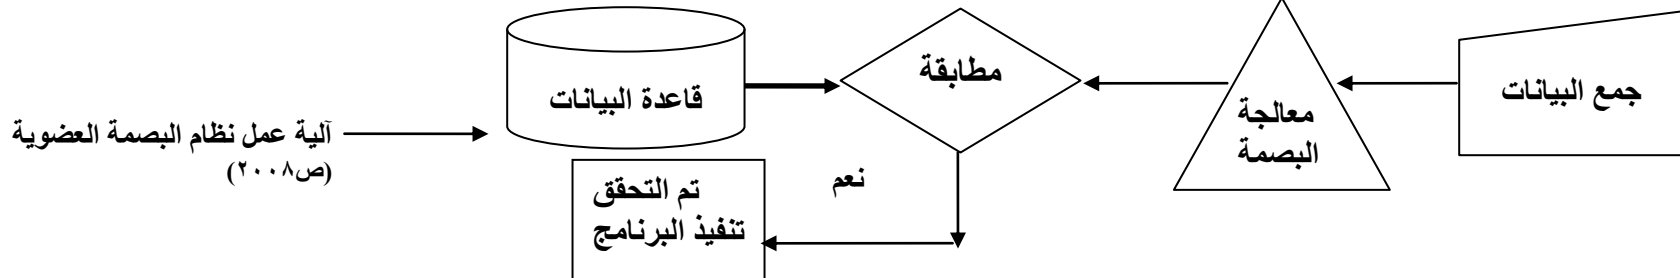 جمع البيانات
معالجة
البصمة
مطابقة
قاعدة البيانات
نعم
تم التحقق
تنفيذ البرنامج
آلية عمل نظام البصمة العضوية
(ص٢٠٠٨)